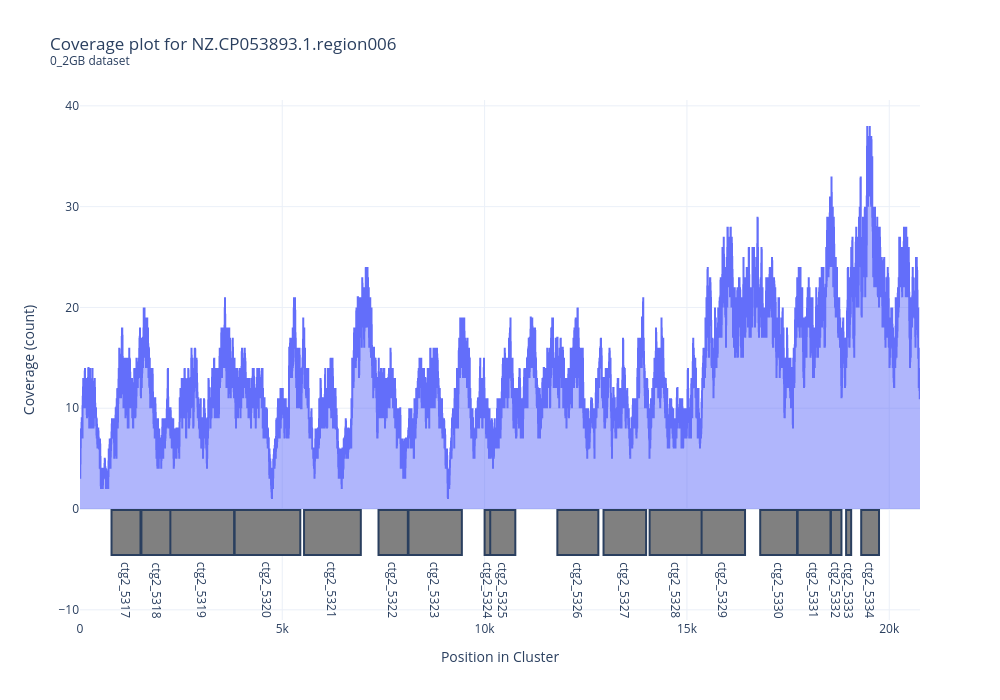 Coverage plot for NZ.CP053893.1.region006
0_2GB dataset
Coverage (count)
40
30
20
10
0
−10
ctg2_5317
ctg2_5318
ctg2_5319
ctg2_5320
ctg2_5321
ctg2_5322
ctg2_5323
ctg2_5324
ctg2_5325
ctg2_5326
ctg2_5327
ctg2_5328
ctg2_5329
ctg2_5330
ctg2_5331
ctg2_5332
ctg2_5333
ctg2_5334
0
5k
10k
15k
20k
Position in Cluster